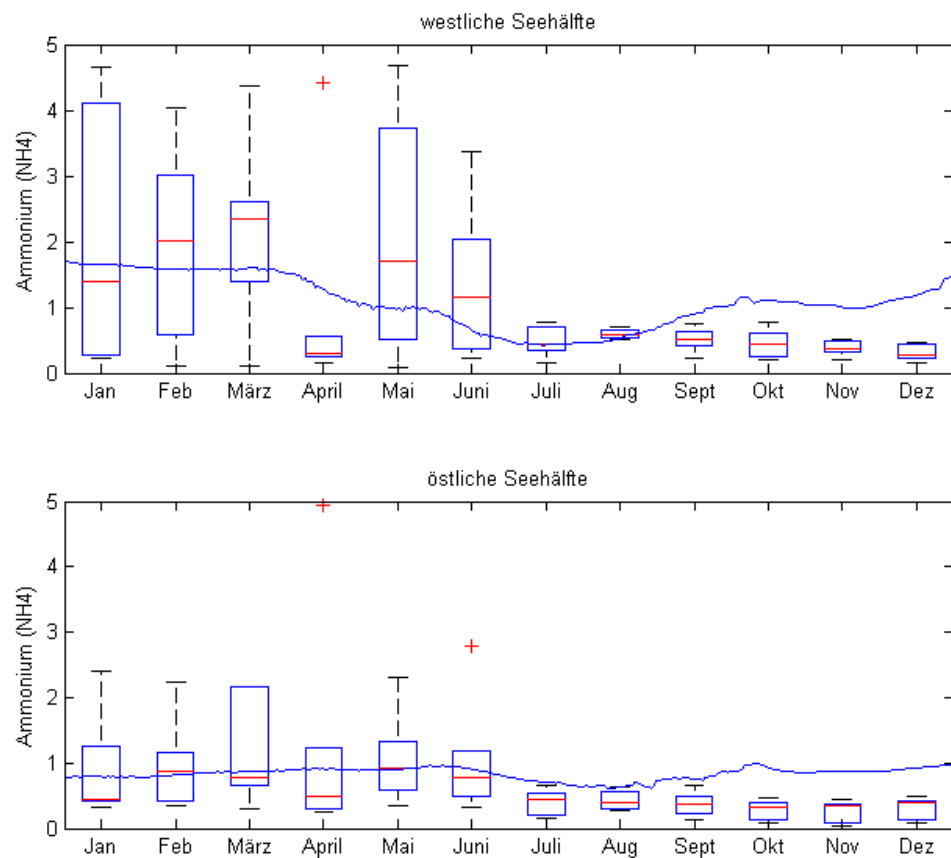 westliche Seehälfte
Ammonium (NH4)
5
4
3
2
1
0
Jan Feb März April Mai Juni Juli Aug Sept Okt Nov Dez
östliche Seehälfte
Ammonium (NH4)
5
4
3
2
1
0
Jan Feb März April Mai Juni Juli Aug Sept Okt Nov Dez